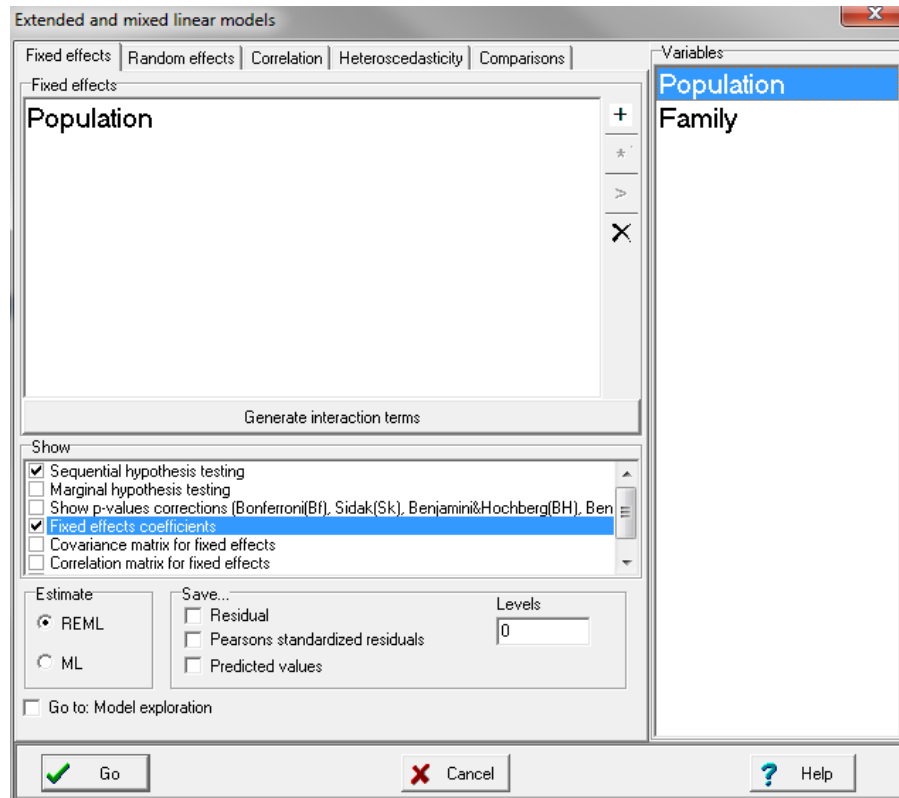 Extended and mixed linear models
X
Fixed effects Random effects Correlation Heteroscedasticity Comparisons
Fixed effects
Population
+
*
>
X
Generate interaction terms
Show
Sequential hypothesis testing
Marginal hypothesis testing
Show p-values corrections (Bonferroni(Bf), Sidak(Sk), Benjamini&Hochberg(BH), Ben
Fixed effects coefficients
Covariance matrix for fixed effects
Correlation matrix for fixed effects
Estimate
REML
ML
Save...
Residual
Pearsons standardized residuals
Predicted values
Levels
0
Go to: Model exploration
Variables
Population
Family
Go
Cancel
? Help